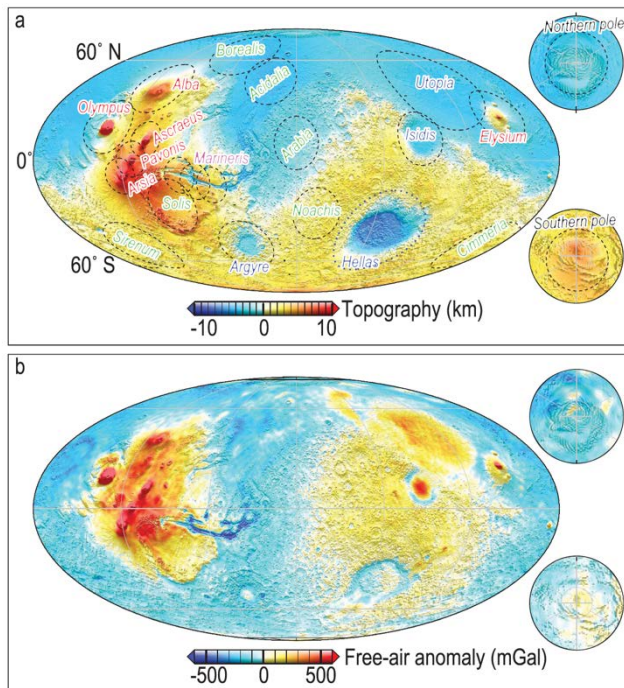 a
Northern pole
60° N
Borealis
Acidalia
Utopia
Alba
Olympus
Ascraeus
Isidis
Elysium
Arabia
Pavonis
Marineris
0°
Arsia
Solis
Noachis
Southern pole
Sirenum
Cimmeria
60° S
Argyre
Hellas
-10 0 10
Topography (km)
b
-500 0 500
Free-air anomaly (mGal)